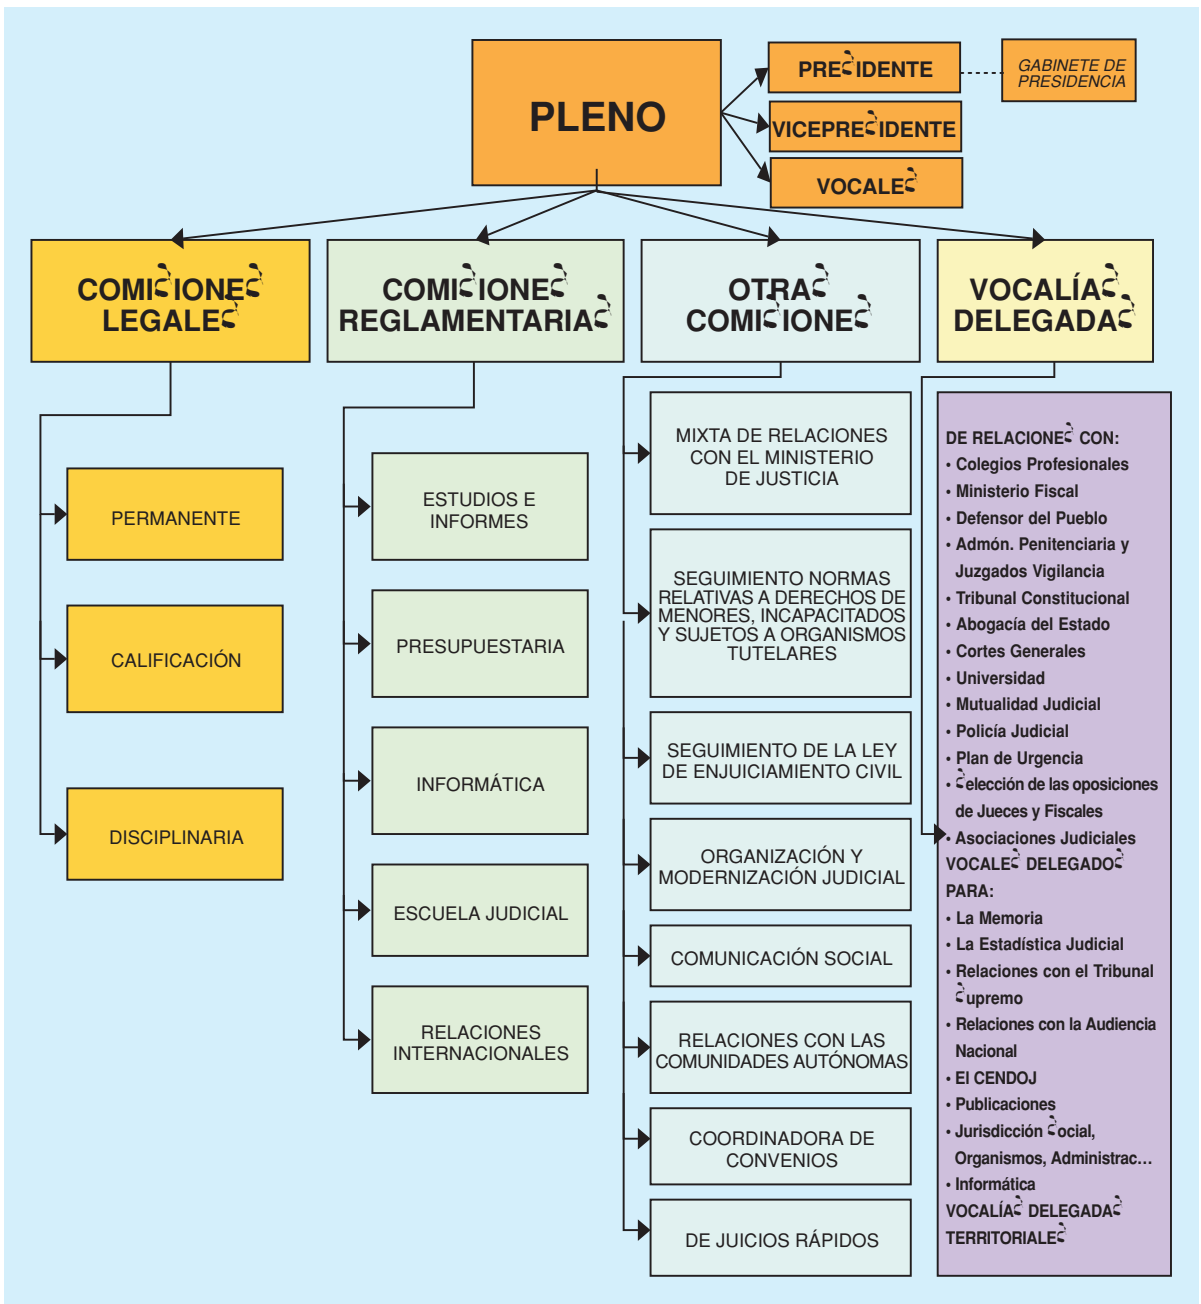 PLENO
PRESIDENTE
GABINETE DE
PRESIDENCIA
VICEPRESIDENTE
VOCALES
COMISIONES
LEGALES
COMISIONES
REGLAMENTARIAS
OTRAS
COMISIONES
VOCALÍAS
DELEGADAS
PERMANENTE
CALIFICACIÓN
DISCIPLINARIA
ESTUDIOS E
INFORMES
PRESUPUESTARIA
INFORMÁTICA
ESCUELA JUDICIAL
RELACIONES
INTERNACIONALES
MIXTA DE RELACIONES
CON EL MINISTERIO
DE JUSTICIA
SEGUIMIENTO NORMAS
RELATIVAS A DERECHOS DE
MENORES, INCAPACITADOS
Y SUJETOS A ORGANISMOS
TUTELARES
SEGUIMIENTO DE LA LEY
DE ENJUICIAMIENTO CIVIL
ORGANIZACIÓN Y
MODERNIZACIÓN JUDICIAL
COMUNICACIÓN SOCIAL
RELACIONES CON LAS
COMUNIDADES AUTÓNOMAS
COORDINADORA DE
CONVENIOS
DE JUICIOS RÁPIDOS
DE RELACIONES CON:
• Colegios Profesionales
• Ministerio Fiscal
• Defensor del Pueblo
• Admón. Penitenciaria y
Juzgados Vigilancia
• Tribunal Constitucional
• Abogacía del Estado
• Cortes Generales
• Universidad
• Mutualidad Judicial
• Policía Judicial
• Plan de Urgencia
• Selección de las oposiciones
de Jueces y Fiscales
• Asociaciones Judiciales
VOCALES DELEGADOS
PARA:
• La Memoria
• La Estadística Judicial
• Relaciones con el Tribunal
Supremo
• Relaciones con la Audiencia
Nacional
• El CENDOJ
• Publicaciones
• Jurisdicción Social,
Organismos, Administrac...
• Informática
VOCALÍAS DELEGADAS
TERRITORIALES